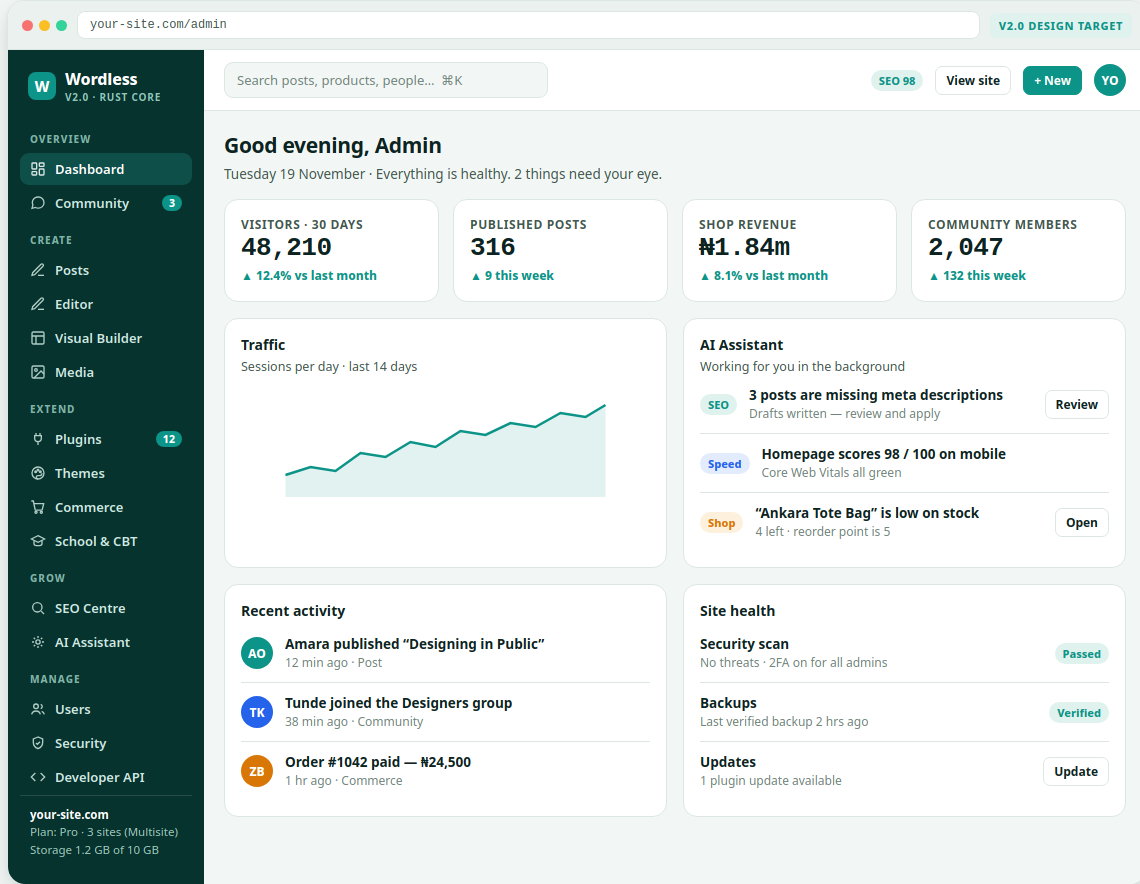 your-site.com/admin
V2.0 DESIGN TARGET
W
Wordless
V2.0 · RUST CORE
OVERVIEW
Dashboard
Community 3
CREATE
Posts
Editor
Visual Builder
Media
EXTEND
Plugins 12
Themes
Commerce
School & CBT
GROW
SEO Centre
AI Assistant
MANAGE
Users
Security
Developer API
your-site.com
Plan: Pro · 3 sites (Multisite)
Storage 1.2 GB of 10 GB
Search posts, products, people… ⌘K
SEO 98
View site
+ New
YO
Good evening, Admin
Tuesday 19 November · Everything is healthy. 2 things need your eye.
VISITORS · 30 DAYS
48,210
▲ 12.4% vs last month
PUBLISHED POSTS
316
▲ 9 this week
SHOP REVENUE
₦1.84m
▲ 8.1% vs last month
COMMUNITY MEMBERS
2,047
▲ 132 this week
Traffic
Sessions per day · last 14 days
AI Assistant
Working for you in the background
SEO
3 posts are missing meta descriptions
Drafts written — review and apply
Review
Speed
Homepage scores 98 / 100 on mobile
Core Web Vitals all green
Shop
“Ankara Tote Bag” is low on stock
4 left · reorder point is 5
Open
Recent activity
AO
Amara published “Designing in Public”
12 min ago · Post
TK
Tunde joined the Designers group
38 min ago · Community
ZB
Order #1042 paid — ₦24,500
1 hr ago · Commerce
Site health
Security scan
No threats · 2FA on for all admins
Passed
Backups
Last verified backup 2 hrs ago
Verified
Updates
1 plugin update available
Update